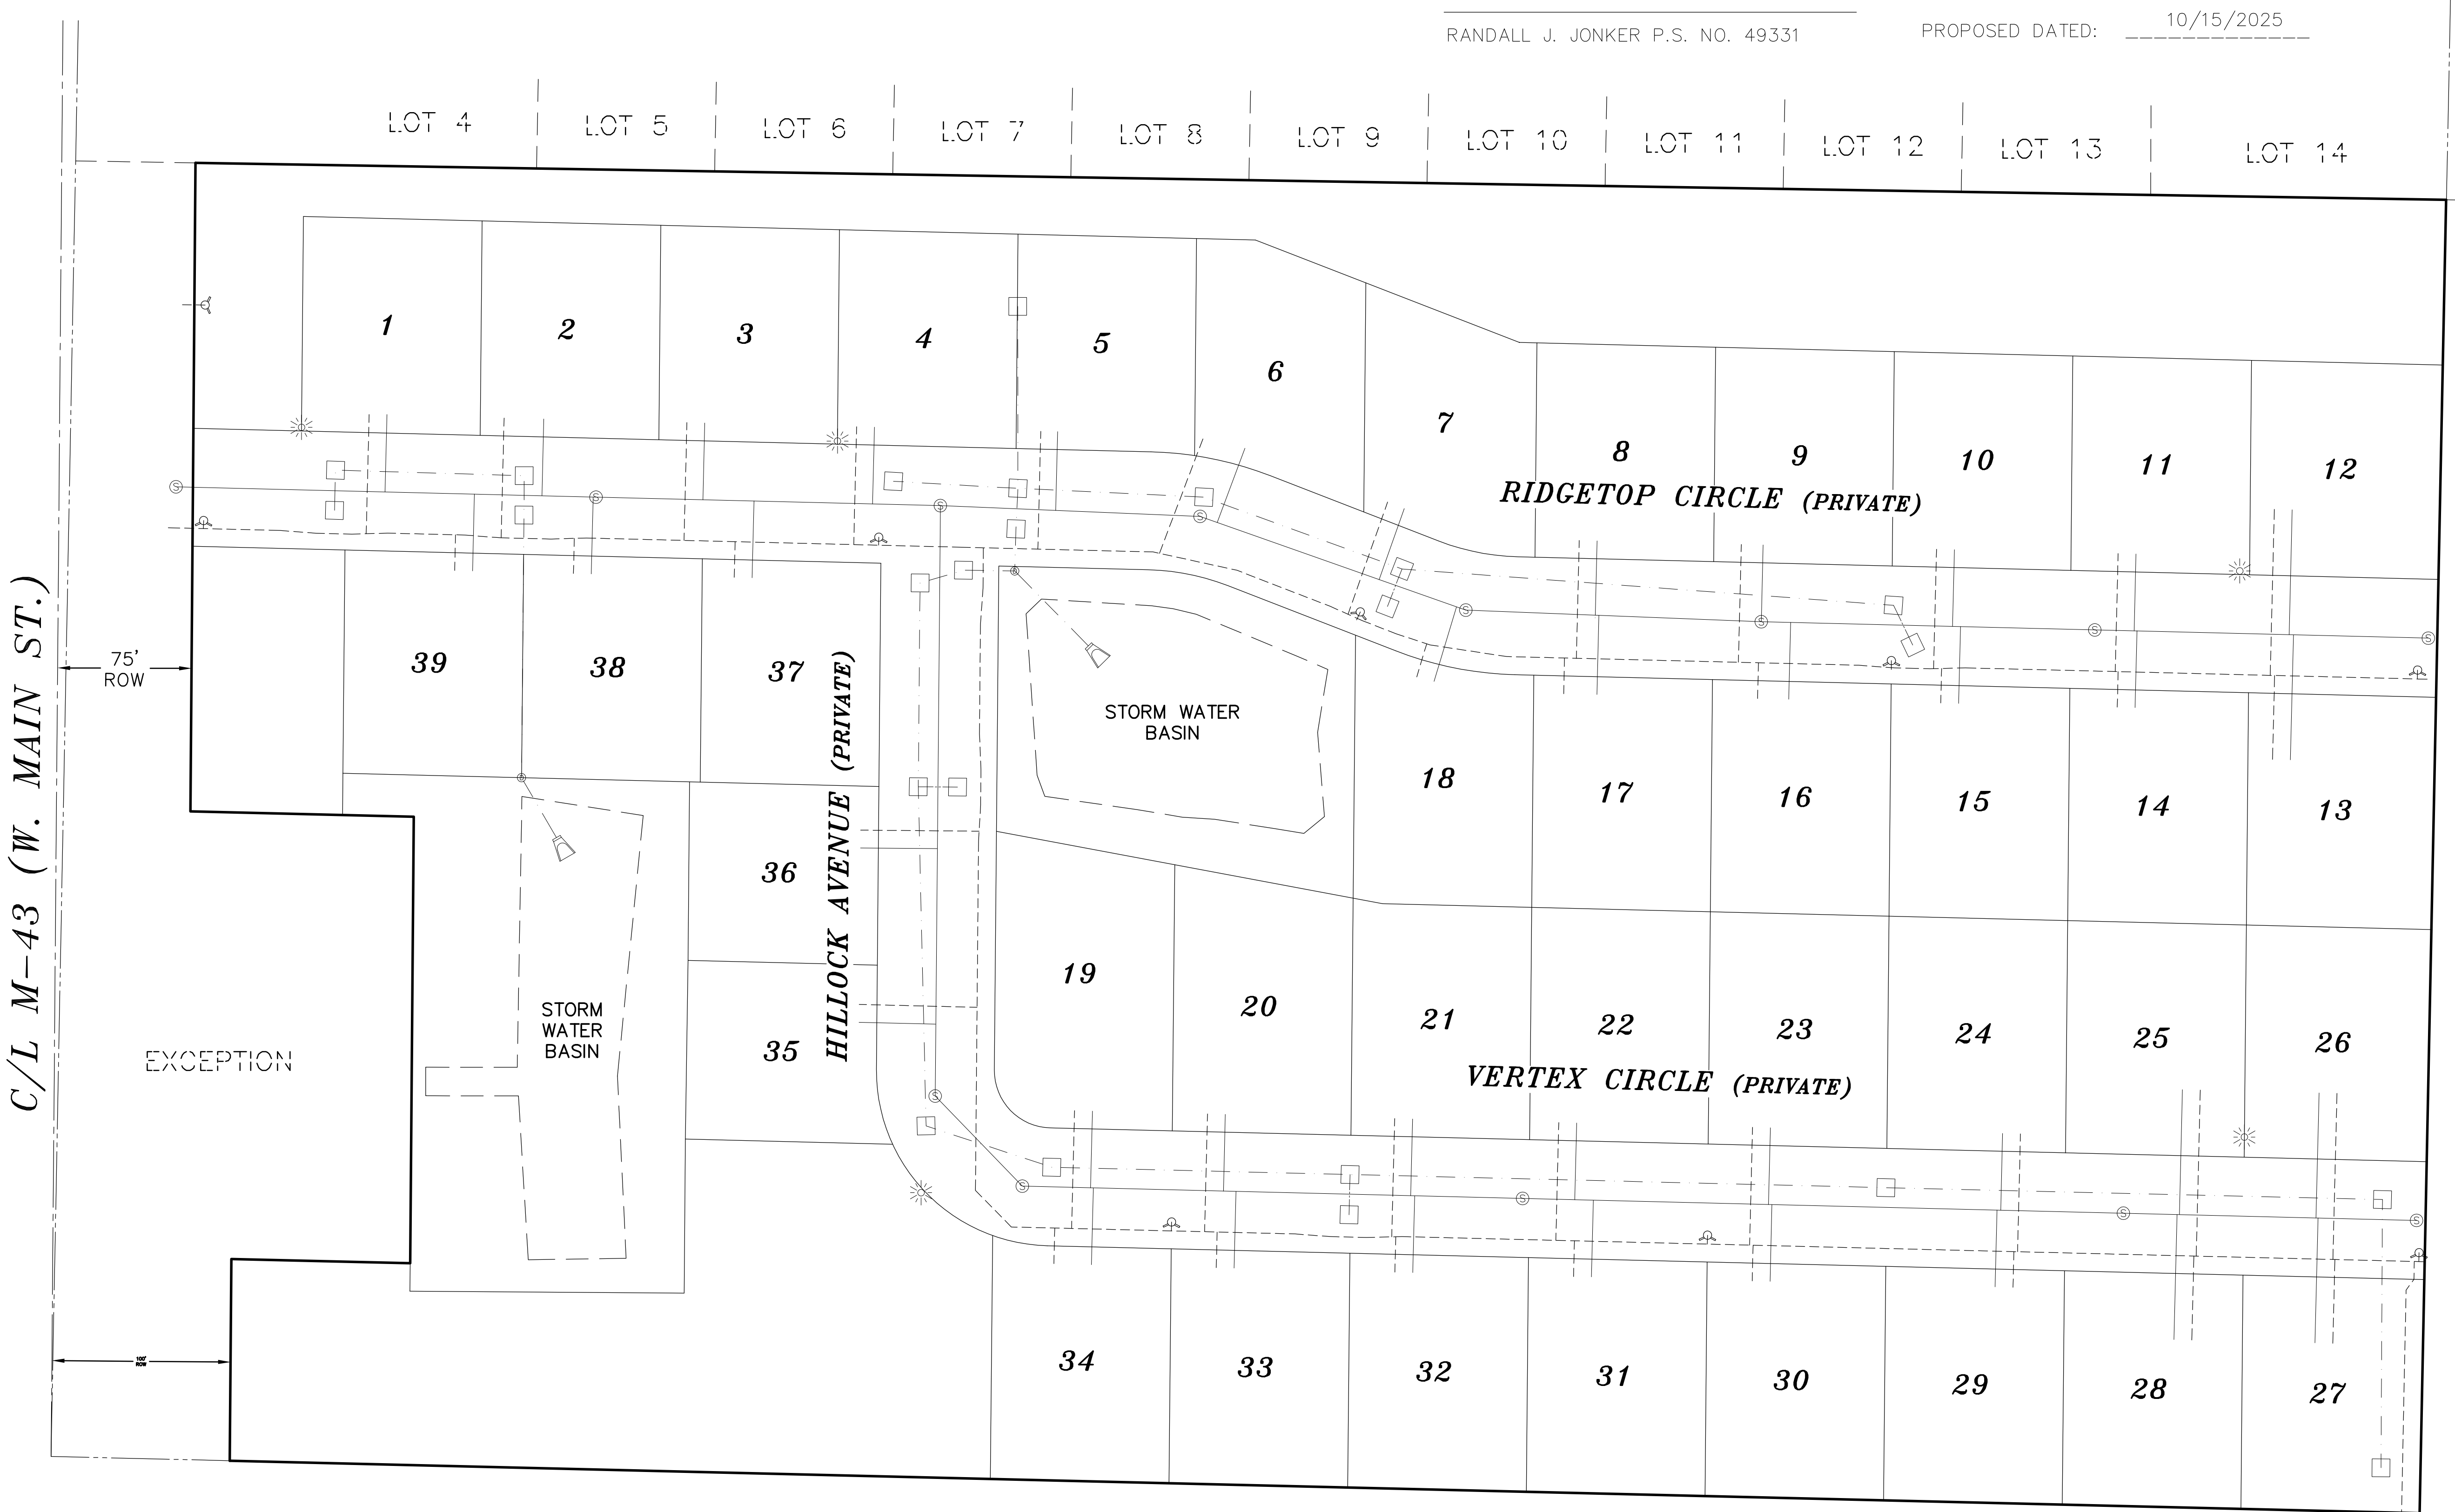 RANDALL J. JONKER P.S. NO. 49331
PROPOSED DATED: 10/15/2025
LOT 4
LOT 5
LOT 6
LOT 7
LOT 8
LOT 9
LOT 10
LOT 11
LOT 12
LOT 13
LOT 14
1
2
3
4
5
6
7
8
9
10
11
12
RIDGETOP CIRCLE (PRIVATE)
C/L M-43 (W. MAIN ST.)
75'
ROW
39
38
37
HILLOCK AVENUE (PRIVATE)
STORM WATER
BASIN
18
17
16
15
14
13
36
35
STORM
WATER
BASIN
EXCEPTION
19
20
21
22
23
24
25
26
VERTEX CIRCLE (PRIVATE)
100'
ROW
34
33
32
31
30
29
28
27
S
S
S
S
S
S
S
S
S
S
S
S
S